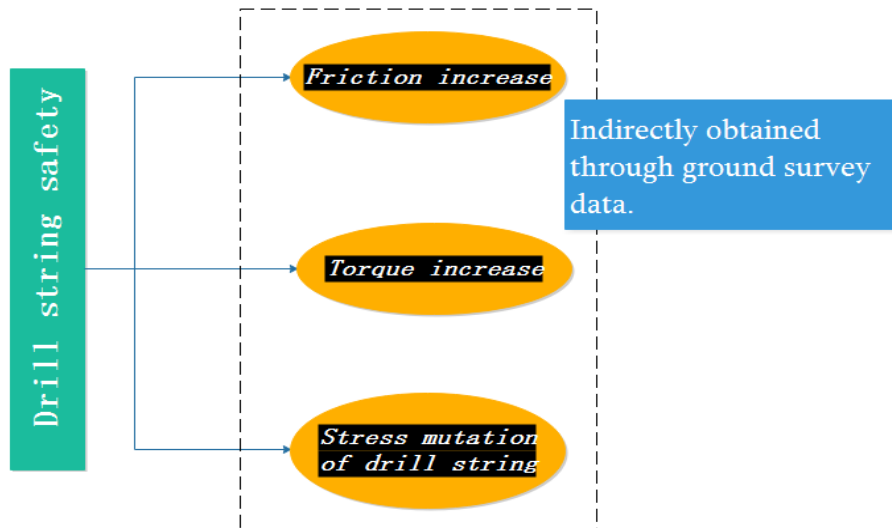 Drill string safety
Friction increase
Indirectly obtained
through ground survey
data.
Torque increase
Stress mutation
of drill string